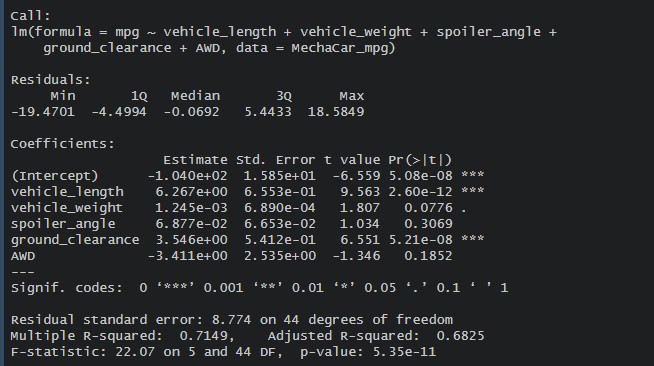 Call:
lm(formula = mpg ~ vehicle_length + vehicle_weight + spoiler_angle +
    ground_clearance + AWD, data = MechaCar_mpg)

Residuals:
     Min       1Q   Median       3Q      Max
-19.4701  -4.4994  -0.0692   5.4433  18.5849

Coefficients:
                   Estimate Std. Error t value Pr(>|t|)
(Intercept)      -1.040e+02  1.585e+01  -6.559 5.08e-08 ***
vehicle_length    6.267e+00  6.553e-01   9.563 2.60e-12 ***
vehicle_weight    1.245e-03  6.890e-04   1.807   0.0776 .
spoiler_angle     6.877e-02  6.653e-02   1.034   0.3069
ground_clearance  3.546e+00  5.412e-01   6.551 5.21e-08 ***
AWD              -3.411e+00  2.535e+00  -1.346   0.1852
---
Signif. codes:  0 ‘***’ 0.001 ‘**’ 0.01 ‘*’ 0.05 ‘.’ 0.1 ‘ ’ 1

Residual standard error: 8.774 on 44 degrees of freedom
Multiple R-squared:  0.7149,    Adjusted R-squared:  0.6825
F-statistic: 22.07 on 5 and 44 DF,  p-value: 5.35e-11